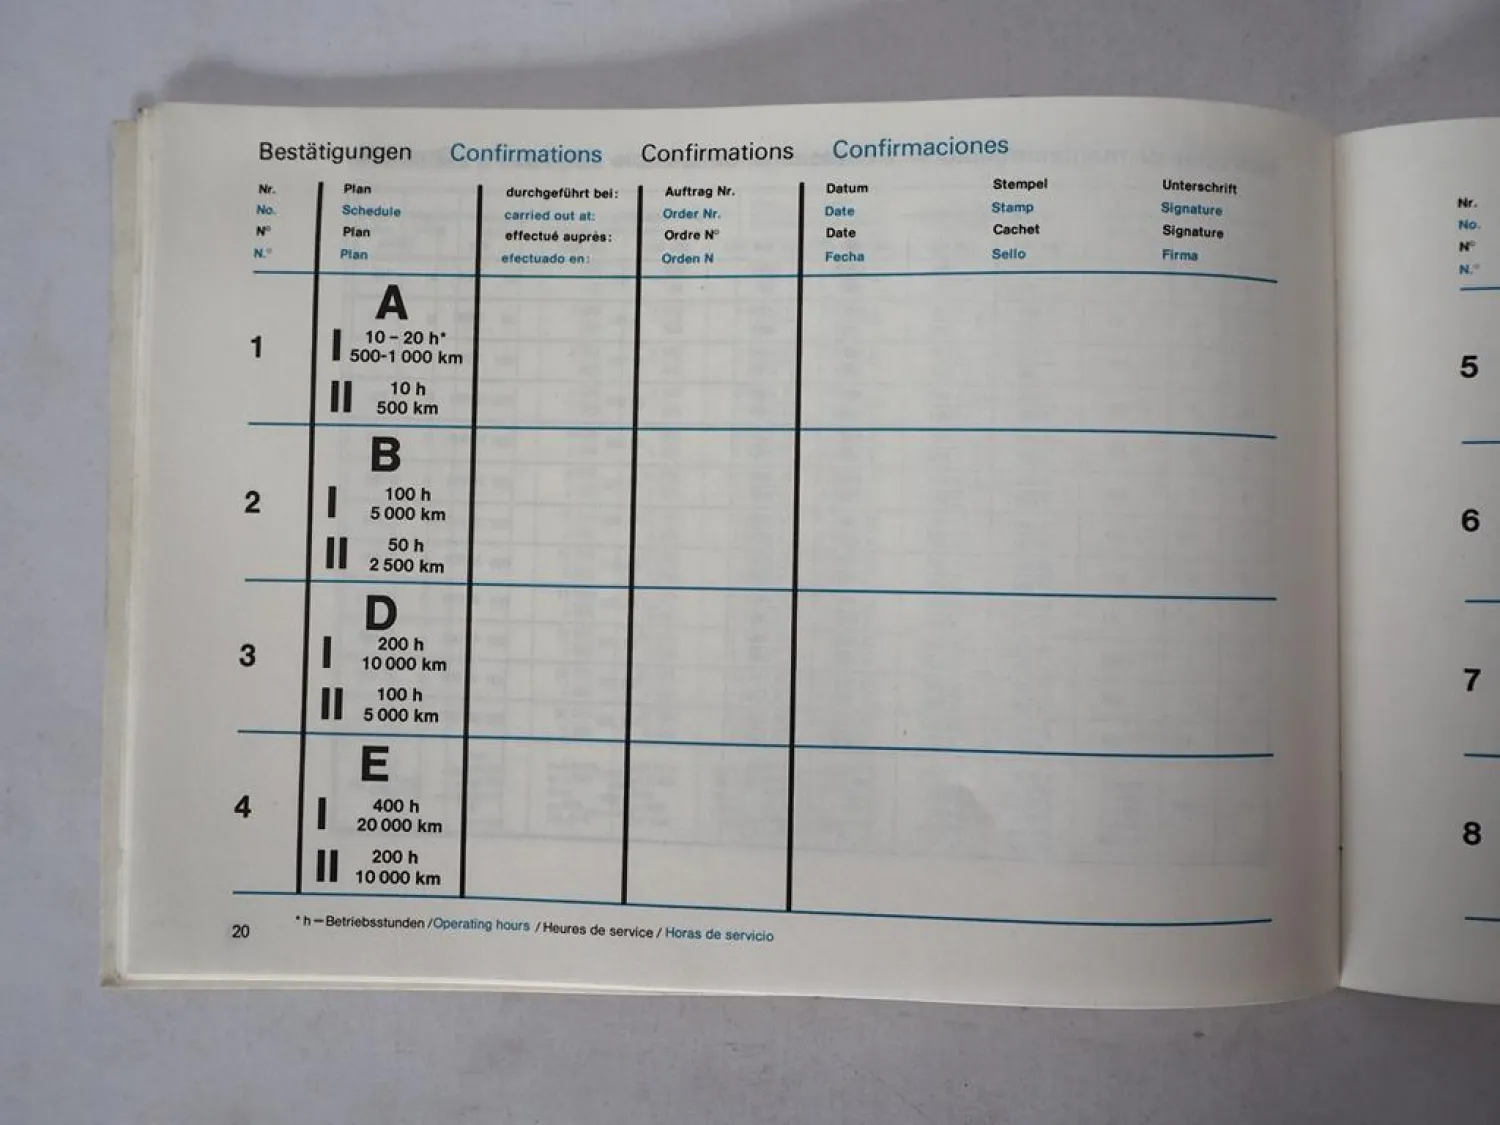 Bestätigungen Confirmations Confirmations Confirmaciones
Nr. Plan durchgeführt bei: Auftrag Nr. Datum Stempel Unterschrift
No. Schedule carried out at: Order Nr. Date Stamp Signature
N° Plan effectué auprès: Ordre N° Date Cachet Signature
N.° Plan efectuado en: Orden N Fecha Sello Firma
A
1 I 10 – 20 h*
500-1 000 km
II 10 h
500 km
B
2 I 100 h
5 000 km
II 50 h
2 500 km
D
3 I 200 h
10 000 km
II 100 h
5 000 km
E
4 I 400 h
20 000 km
II 200 h
10 000 km
* h — Betriebsstunden / Operating hours / Heures de service / Horas de servicio
20
Nr.
No.
N°
N.°
5
6
7
8